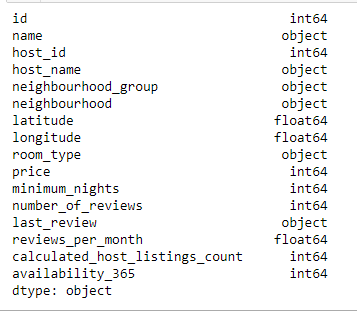 id int64
name object
host_id int64
host_name object
neighbourhood_group object
neighbourhood object
latitude float64
longitude float64
room_type object
price int64
minimum_nights int64
number_of_reviews int64
last_review object
reviews_per_month float64
calculated_host_listings_count int64
availability_365 int64
dtype: object